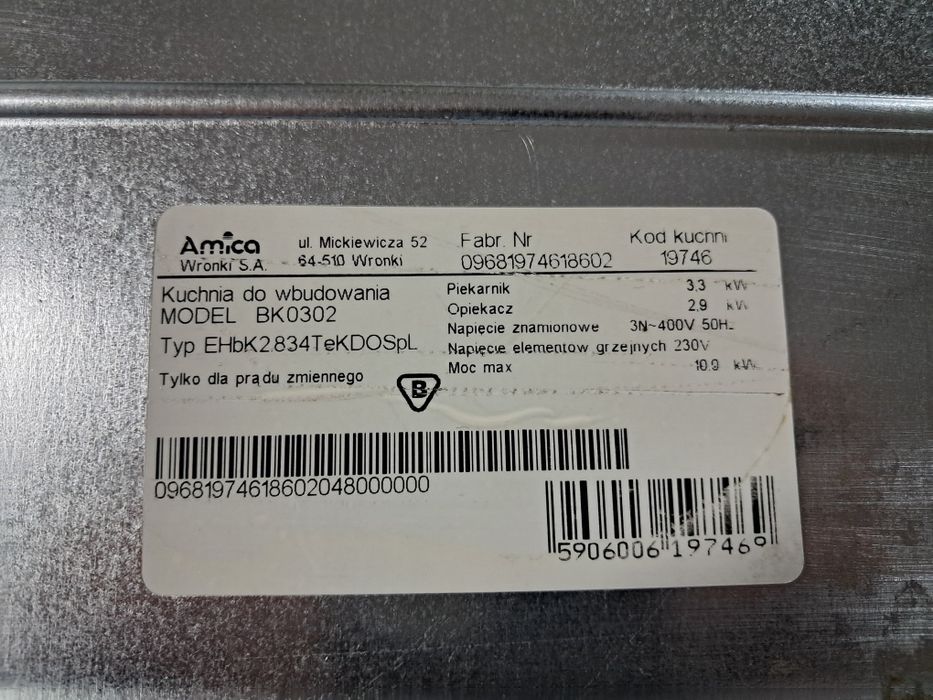 Amica
Wronki S.A.
ul. Mickiewicza 52
64-510 Wronki
Fabr. Nr
09681974618602
Kod kuchni
19746
Kuchnia do wbudowania
MODEL BK0302
Typ EHbK2.834TeKDOSpL
Tylko dla prądu zmiennego
B
Piekarnik 3,3 kW
Opiekacz 2,9 kW
Napięcie znamionowe 3N~400V 50Hz
Napięcie elementów grzejnych 230V
Moc max 10,9 kW
09681974618602048000000
5906006197469